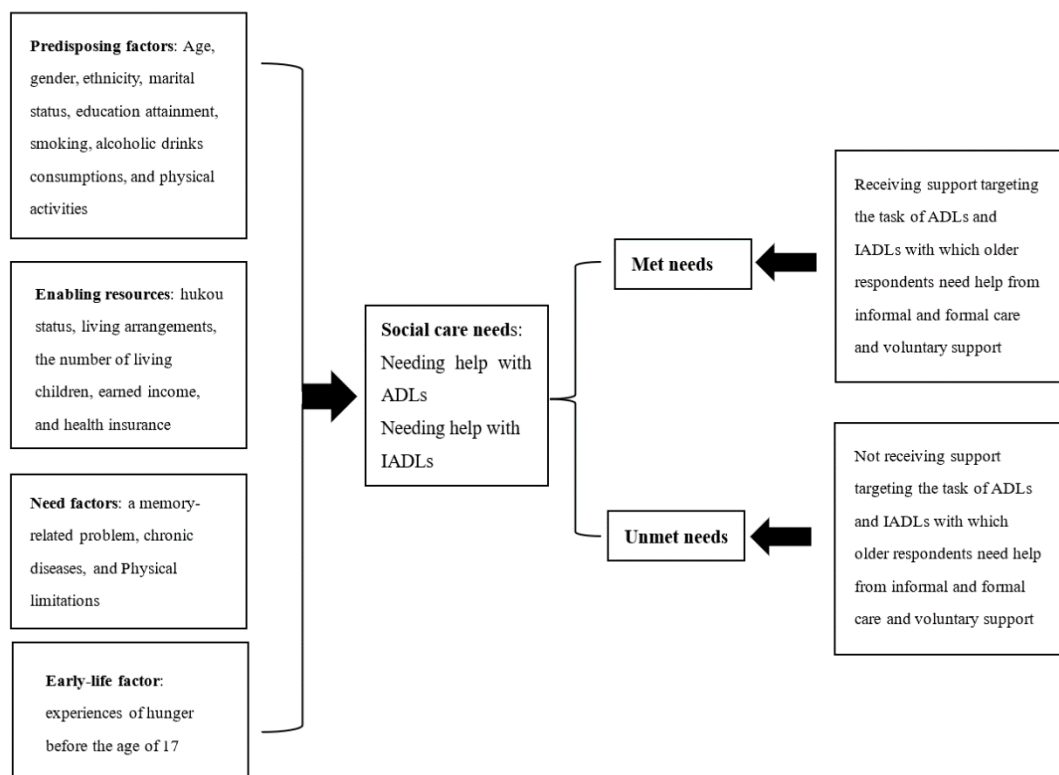 Predisposing factors: Age,
gender, ethnicity, marital
status, education attainment,
smoking, alcoholic drinks
consumptions, and physical
activities
Enabling resources: hukou
status, living arrangements,
the number of living
children, earned income,
and health insurance
Need factors: a memory-
related problem, chronic
diseases, and Physical
limitations
Early-life factor:
experiences of hunger
before the age of 17
Social care needs:
Needing help with
ADLs
Needing help with
IADLs
Met needs
Unmet needs
Receiving support targeting
the task of ADLs and
IADLs with which older
respondents need help from
informal and formal care
and voluntary support
Not receiving support
targeting the task of ADLs
and IADLs with which
older respondents need help
from informal and formal
care and voluntary support